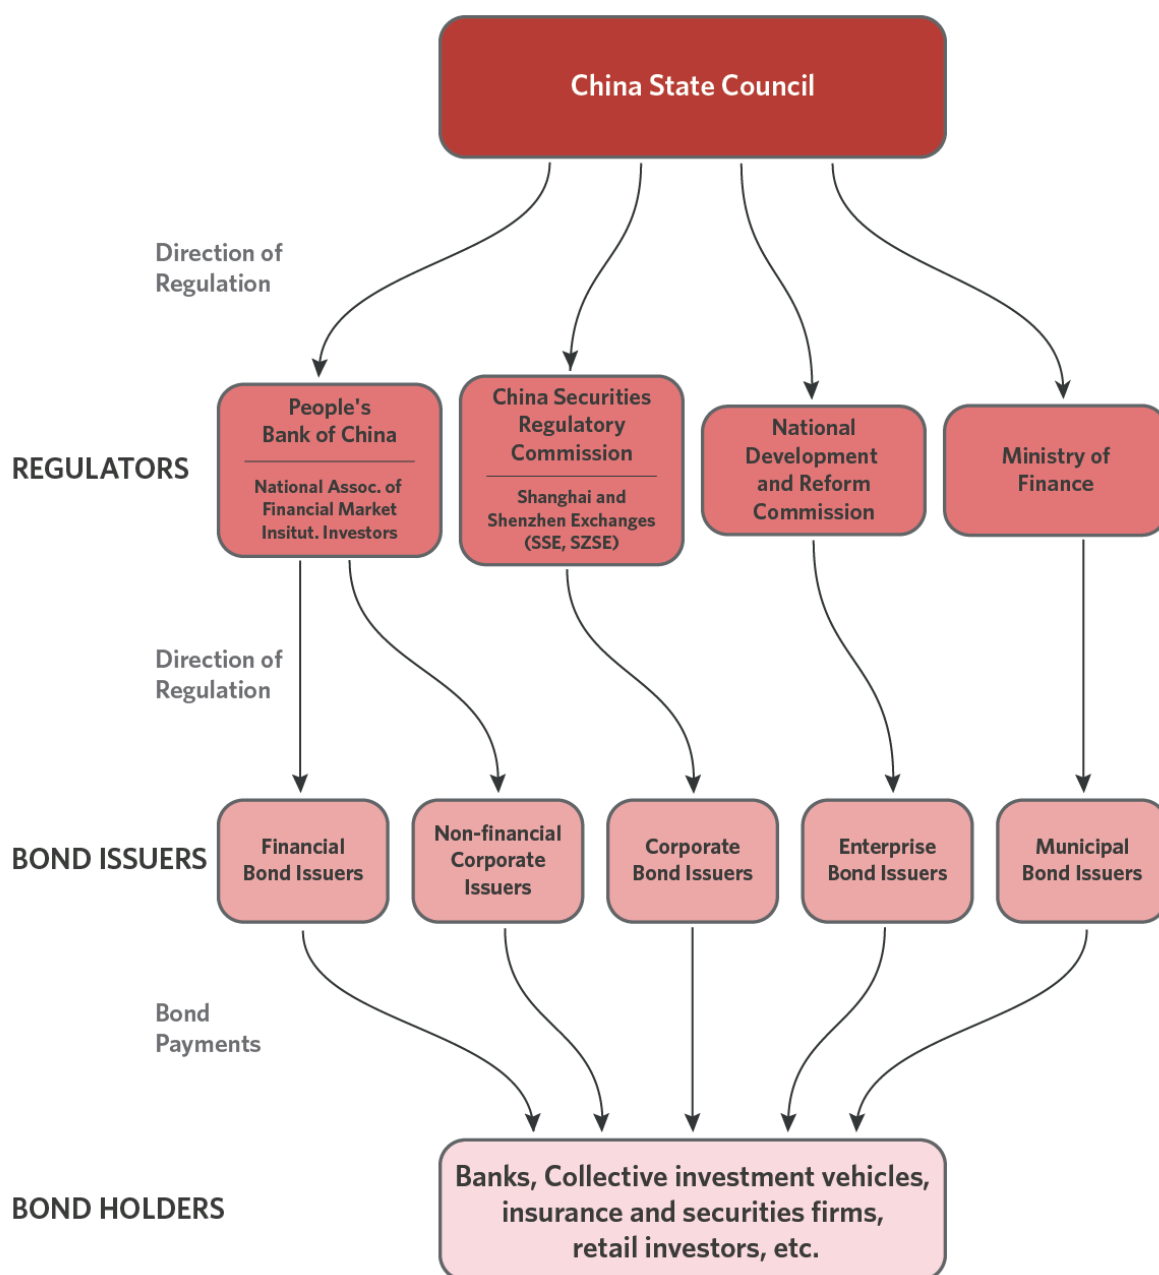 China State Council
Direction of
Regulation
REGULATORS
People's
Bank of China
National Assoc. of
Financial Market
Insitut. Investors
China Securities
Regulatory
Commission
Shanghai and
Shenzhen Exchanges
(SSE, SZSE)
National
Development
and Reform
Commission
Ministry of
Finance
Direction of
Regulation
BOND ISSUERS
Financial
Bond Issuers
Non-financial
Corporate
Issuers
Corporate
Bond Issuers
Enterprise
Bond Issuers
Municipal
Bond Issuers
Bond
Payments
BOND HOLDERS
Banks, Collective investment vehicles,
insurance and securities firms,
retail investors, etc.